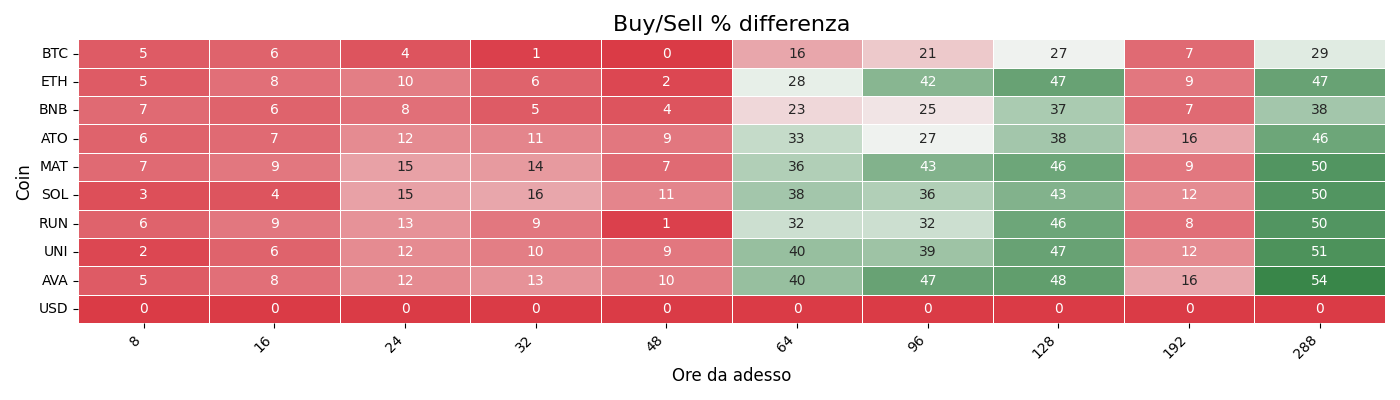 Buy/Sell % differenza
Coin
BTC 5 6 4 1 0 16 21 27 7 29
ETH 5 8 10 6 2 28 42 47 9 47
BNB 7 6 8 5 4 23 25 37 7 38
ATO 6 7 12 11 9 33 27 38 16 46
MAT 7 9 15 14 7 36 43 46 9 50
SOL 3 4 15 16 11 38 36 43 12 50
RUN 6 9 13 9 1 32 32 46 8 50
UNI 2 6 12 10 9 40 39 47 12 51
AVA 5 8 12 13 10 40 47 48 16 54
USD 0 0 0 0 0 0 0 0 0 0
8 16 24 32 48 64 96 128 192 288
Ore da adesso